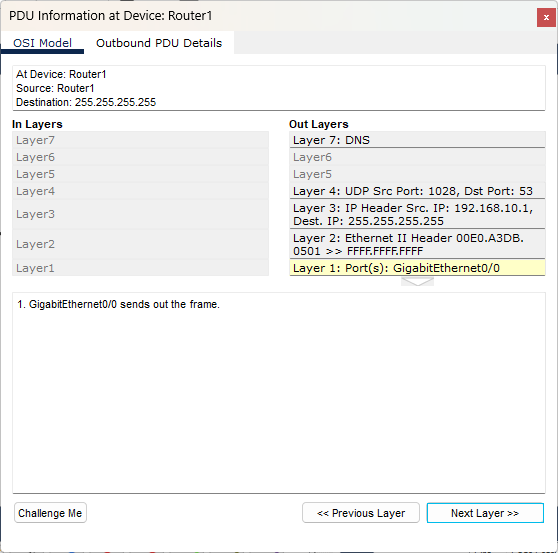 PDU Information at Device: Router1
x
OSI Model
Outbound PDU Details
At Device: Router1
Source: Router1
Destination: 255.255.255.255
In Layers
Layer7
Layer6
Layer5
Layer4
Layer3
Layer2
Layer1
Out Layers
Layer 7: DNS
Layer6
Layer5
Layer 4: UDP Src Port: 1028, Dst Port: 53
Layer 3: IP Header Src. IP: 192.168.10.1,
Dest. IP: 255.255.255.255
Layer 2: Ethernet II Header 00E0.A3DB.
0501 >> FFFF.FFFF.FFFF
Layer 1: Port(s): GigabitEthernet0/0
1. GigabitEthernet0/0 sends out the frame.
Challenge Me
<< Previous Layer
Next Layer >>